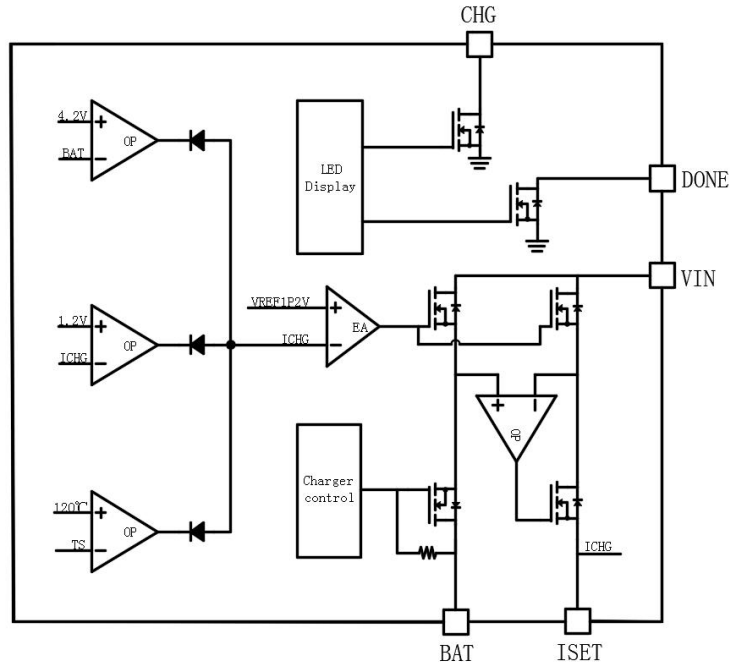 CHG
4.2V
+
OP
BAT
−
LED
Display
DONE
VIN
VREF1P2V
+
EA
ICHG
−
1.2V
+
OP
ICHG
−
+
−
OP
Charger
control
120℃
+
OP
TS
−
ICHG
BAT
ISET